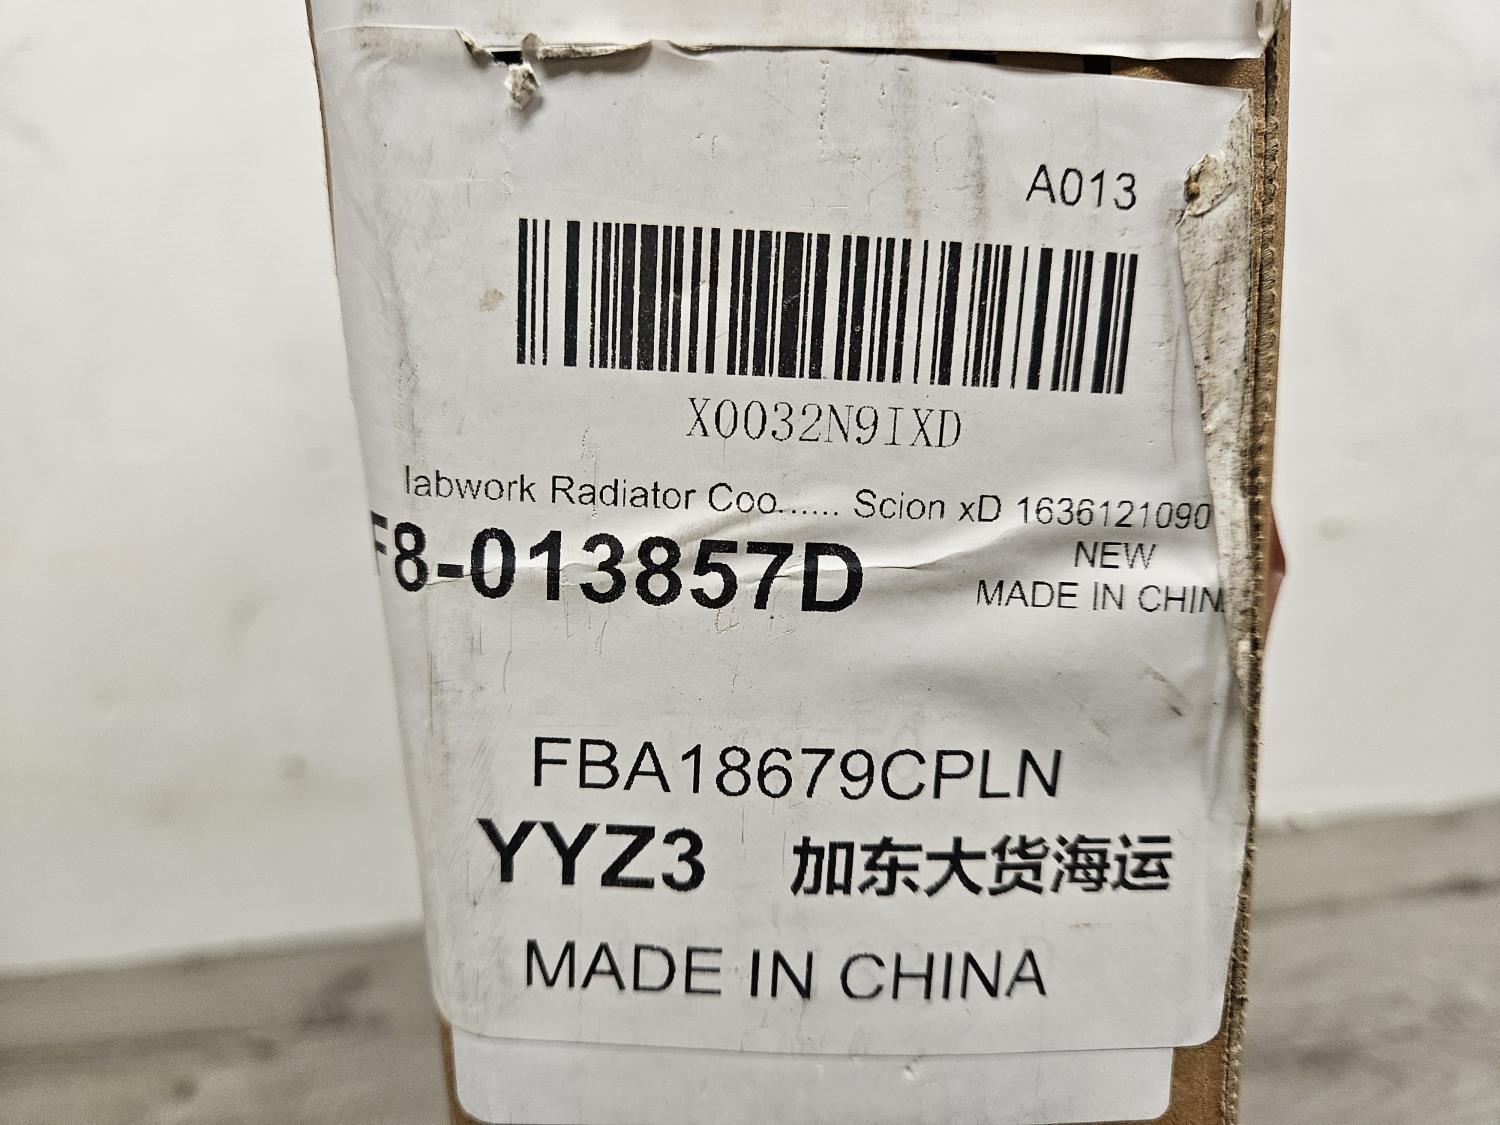 A013
X0032N9IXD
labwork Radiator Coo...... Scion xD 1636121090
F8-013857D
NEW
MADE IN CHIN
FBA18679CPLN
YYZ3 加东大货海运
MADE IN CHINA